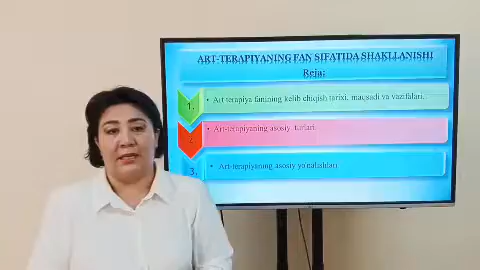 ART-TERAPIYANING FAN SIFATIDA SHAKLLANISHI
Reja:
1. • Art terapiya fanining kelib chiqish tarixi, maqsadi va vazifalari.
2. • Art-terapiyaning asosiy turlari.
3. • Art-terapiyaning asosiy yo'nalishlari